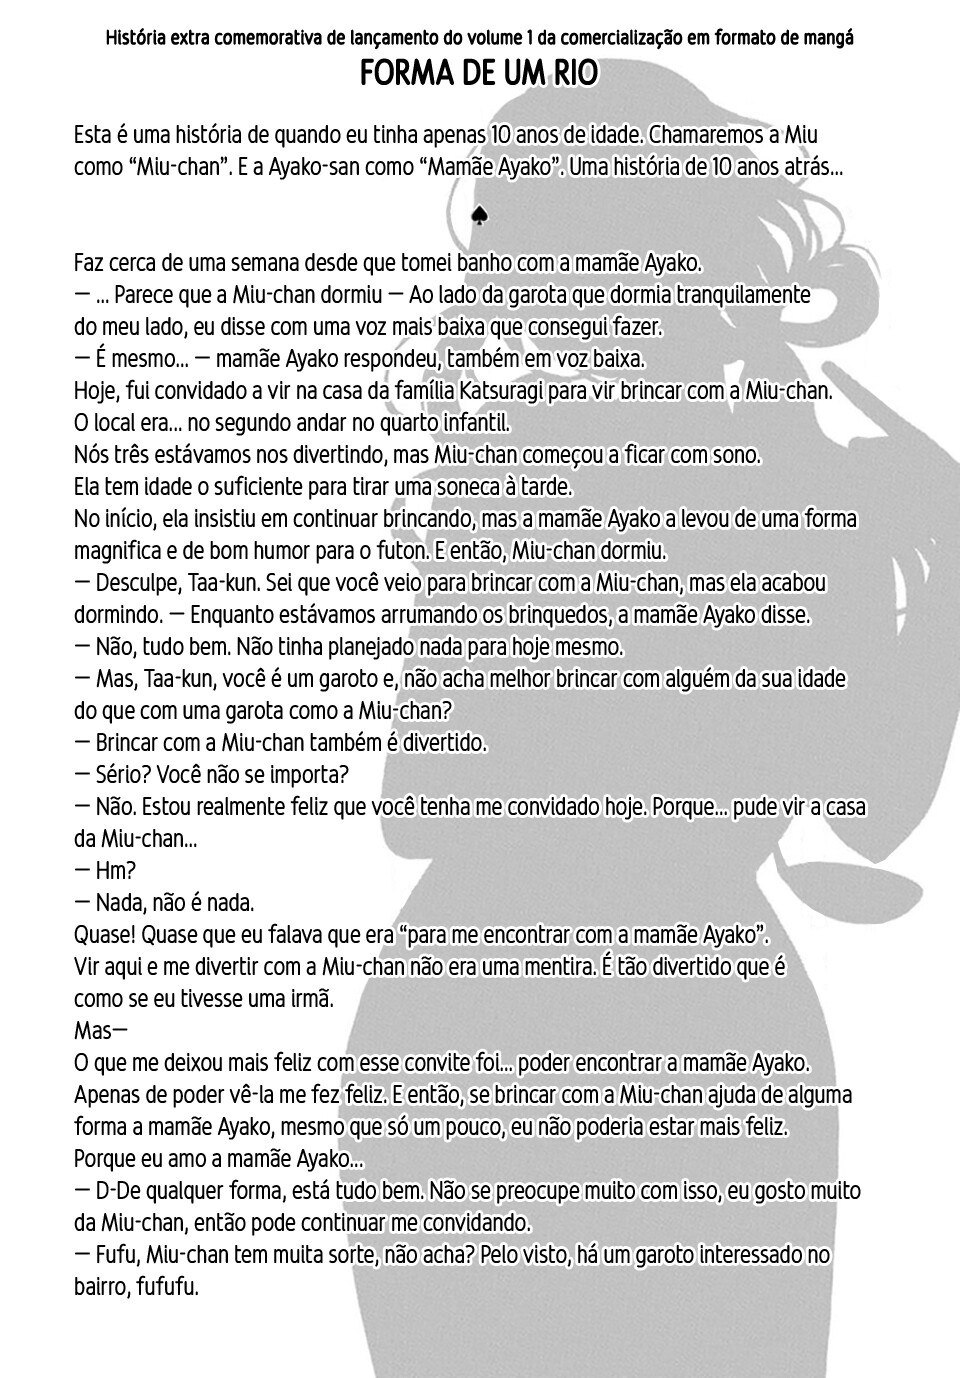 História extra comemorativa de lançamento do volume 1 da comercialização em formato de mangá
FORMA DE UM RIO
Esta é uma história de quando eu tinha apenas 10 anos de idade. Chamaremos a Miu
como “Miu-chan”. E a Ayako-san como “Mamãe Ayako”. Uma história de 10 anos atrás...
♠
Faz cerca de uma semana desde que tomei banho com a mamãe Ayako.
— ... Parece que a Miu-chan dormiu — Ao lado da garota que dormia tranquilamente
do meu lado, eu disse com uma voz mais baixa que consegui fazer.
— É mesmo... — mamãe Ayako respondeu, também em voz baixa.
Hoje, fui convidado a vir na casa da família Katsuragi para vir brincar com a Miu-chan.
O local era... no segundo andar no quarto infantil.
Nós três estávamos nos divertindo, mas Miu-chan começou a ficar com sono.
Ela tem idade o suficiente para tirar uma soneca à tarde.
No início, ela insistiu em continuar brincando, mas a mamãe Ayako a levou de uma forma
magnifica e de bom humor para o futon. E então, Miu-chan dormiu.
— Desculpe, Taa-kun. Sei que você veio para brincar com a Miu-chan, mas ela acabou
dormindo. — Enquanto estávamos arrumando os brinquedos, a mamãe Ayako disse.
— Não, tudo bem. Não tinha planejado nada para hoje mesmo.
— Mas, Taa-kun, você é um garoto e, não acha melhor brincar com alguém da sua idade
do que com uma garota como a Miu-chan?
— Brincar com a Miu-chan também é divertido.
— Sério? Você não se importa?
— Não. Estou realmente feliz que você tenha me convidado hoje. Porque... pude vir a casa
da Miu-chan...
— Hm?
— Nada, não é nada.
Quase! Quase que eu falava que era “para me encontrar com a mamãe Ayako”.
Vir aqui e me divertir com a Miu-chan não era uma mentira. É tão divertido que é
como se eu tivesse uma irmã.
Mas—
O que me deixou mais feliz com esse convite foi... poder encontrar a mamãe Ayako.
Apenas de poder vê-la me fez feliz. E então, se brincar com a Miu-chan ajuda de alguma
forma a mamãe Ayako, mesmo que só um pouco, eu não poderia estar mais feliz.
Porque eu amo a mamãe Ayako...
— D-De qualquer forma, está tudo bem. Não se preocupe muito com isso, eu gosto muito
da Miu-chan, então pode continuar me convidando.
— Fufu, Miu-chan tem muita sorte, não acha? Pelo visto, há um garoto interessado no
bairro, fufufu.